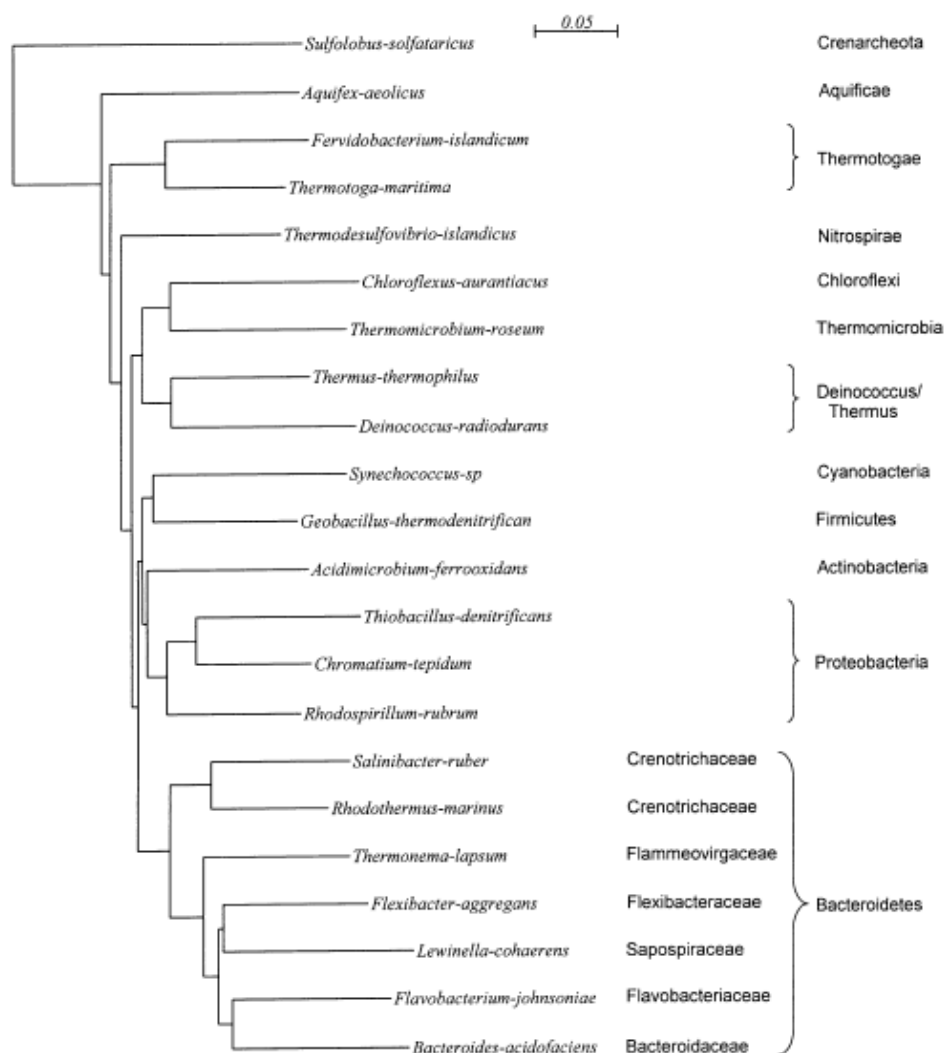 0.05
Sulfolobus-solfataricus Crenarcheota
Aquifex-aeolicus Aquificae
Fervidobacterium-islandicum
Thermotogae
Thermotoga-maritima
Thermodesulfovibrio-islandicus Nitrospirae
Chloroflexus-aurantiacus Chloroflexi
Thermomicrobium-roseum Thermomicrobia
Thermus-thermophilus
Deinococcus/
Thermus
Deinococcus-radiodurans
Synechococcus-sp Cyanobacteria
Geobacillus-thermodenitrifican Firmicutes
Acidimicrobium-ferrooxidans Actinobacteria
Thiobacillus-denitrificans
Chromatium-tepidum Proteobacteria
Rhodospirillum-rubrum
Salinibacter-ruber Crenotrichaceae
Rhodothermus-marinus Crenotrichaceae
Thermonema-lapsum Flammeovirgaceae
Flexibacter-aggregans Flexibacteraceae Bacteroidetes
Lewinella-cohaerens Sapospiraceae
Flavobacterium-johnsoniae Flavobacteriaceae
Bacteroides-acidofaciens Bacteroidaceae